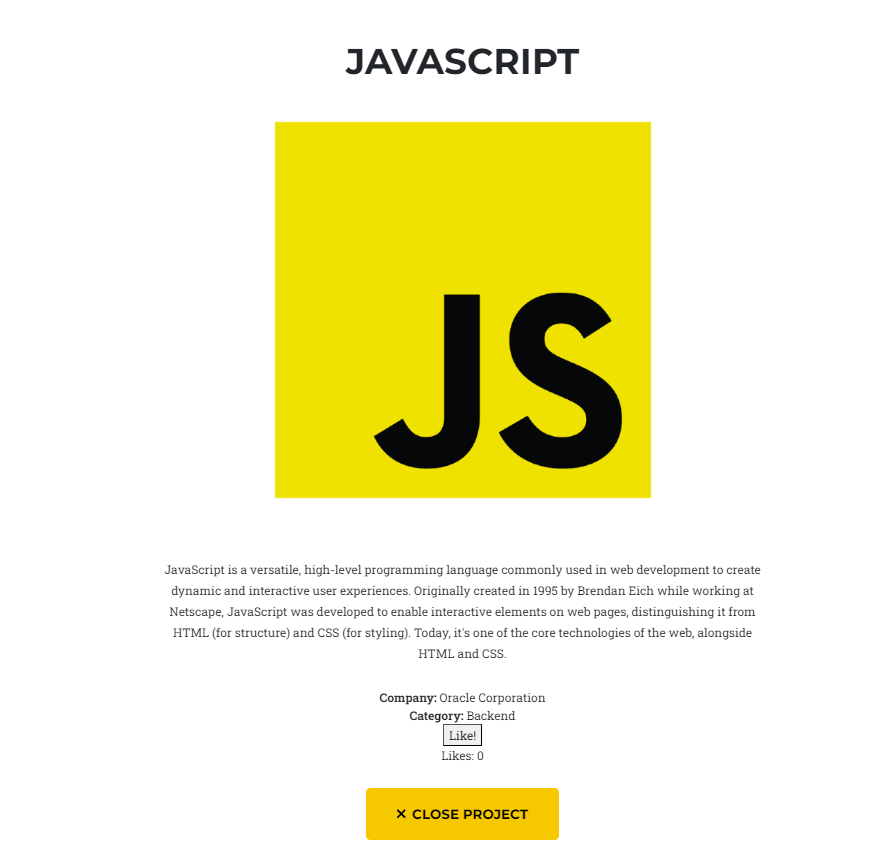 JAVASCRIPT
JS
JavaScript is a versatile, high-level programming language commonly used in web development to create
dynamic and interactive user experiences. Originally created in 1995 by Brendan Eich while working at
Netscape, JavaScript was developed to enable interactive elements on web pages, distinguishing it from
HTML (for structure) and CSS (for styling). Today, it's one of the core technologies of the web, alongside
HTML and CSS.
Company: Oracle Corporation
Category: Backend
Like!
Likes: 0
✕ CLOSE PROJECT